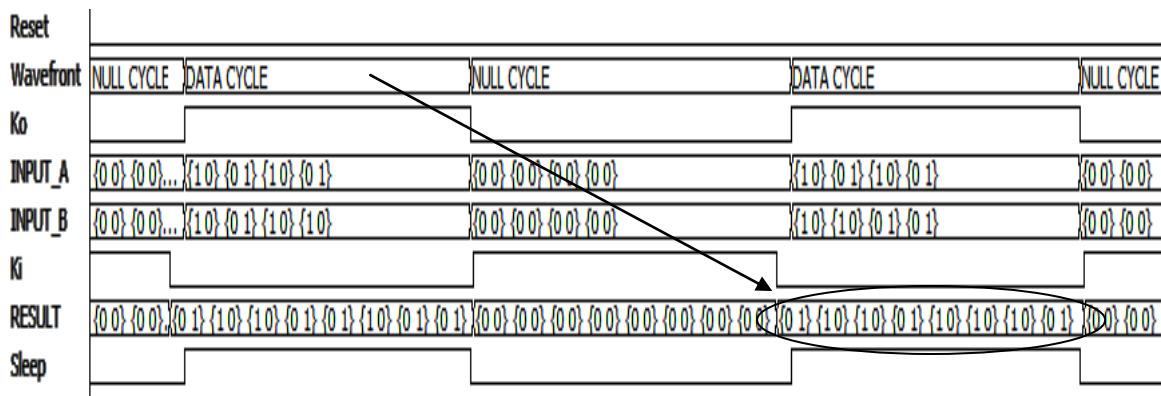 Reset
Wavefront NULL CYCLE DATA CYCLE NULL CYCLE DATA CYCLE NULL CYCLE
Ko
INPUT_A {0 0} {0 0}... {1 0} {0 1} {1 0} {0 1} {0 0} {0 0} {0 0} {0 0} {1 0} {0 1} {1 0} {0 1} {0 0} {0 0}
INPUT_B {0 0} {0 0}... {1 0} {0 1} {1 0} {1 0} {0 0} {0 0} {0 0} {0 0} {1 0} {1 0} {0 1} {0 1} {0 0} {0 0}
Ki
RESULT {0 0} {0 0}. {0 1} {1 0} {1 0} {0 1} {0 1} {1 0} {0 1} {0 1} {0 0} {0 0} {0 0} {0 0} {0 0} {0 0} {0 0} {0 0} {0 1} {1 0} {1 0} {0 1} {1 0} {1 0} {1 0} {0 1} {0 0} {0 0}
Sleep